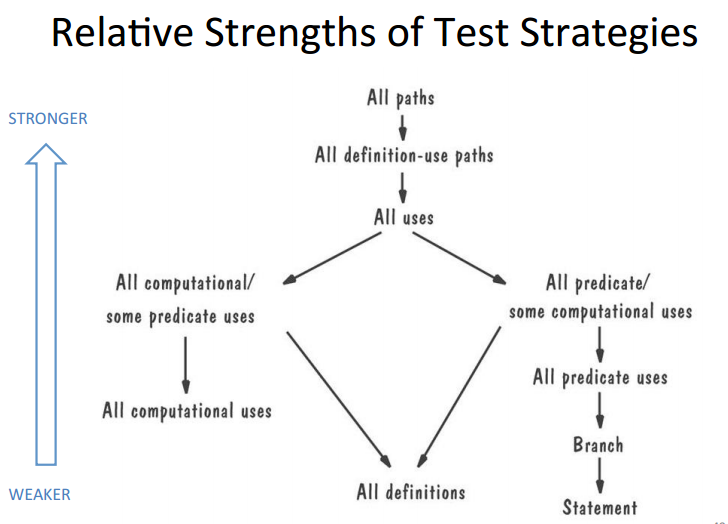 Relative Strengths of Test Strategies
STRONGER
All paths
All definition-use paths
All uses
All computational/
some predicate uses
All predicate/
some computational uses
All predicate uses
All computational uses
Branch
WEAKER
All definitions
Statement